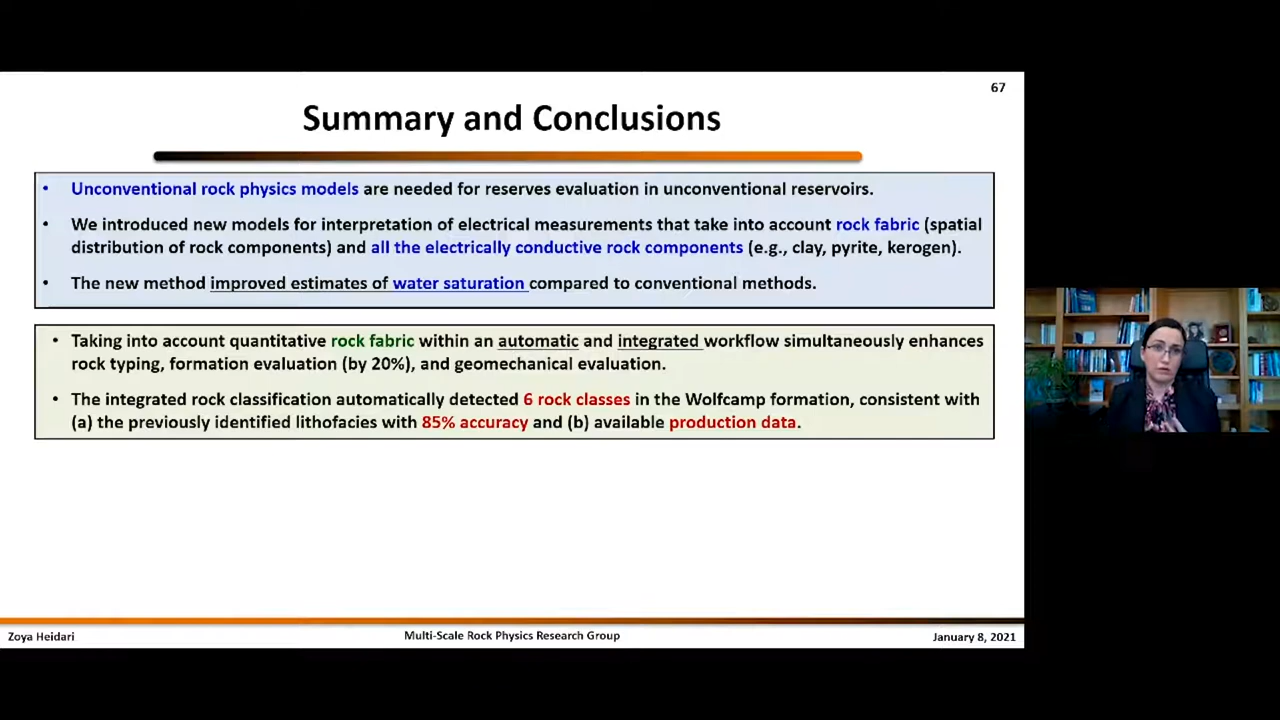 67
Summary and Conclusions
• Unconventional rock physics models are needed for reserves evaluation in unconventional reservoirs.
• We introduced new models for interpretation of electrical measurements that take into account rock fabric (spatial
distribution of rock components) and all the electrically conductive rock components (e.g., clay, pyrite, kerogen).
• The new method improved estimates of water saturation compared to conventional methods.
• Taking into account quantitative rock fabric within an automatic and integrated workflow simultaneously enhances
rock typing, formation evaluation (by 20%), and geomechanical evaluation.
• The integrated rock classification automatically detected 6 rock classes in the Wolfcamp formation, consistent with
(a) the previously identified lithofacies with 85% accuracy and (b) available production data.
Zoya Heidari
Multi-Scale Rock Physics Research Group
January 8, 2021